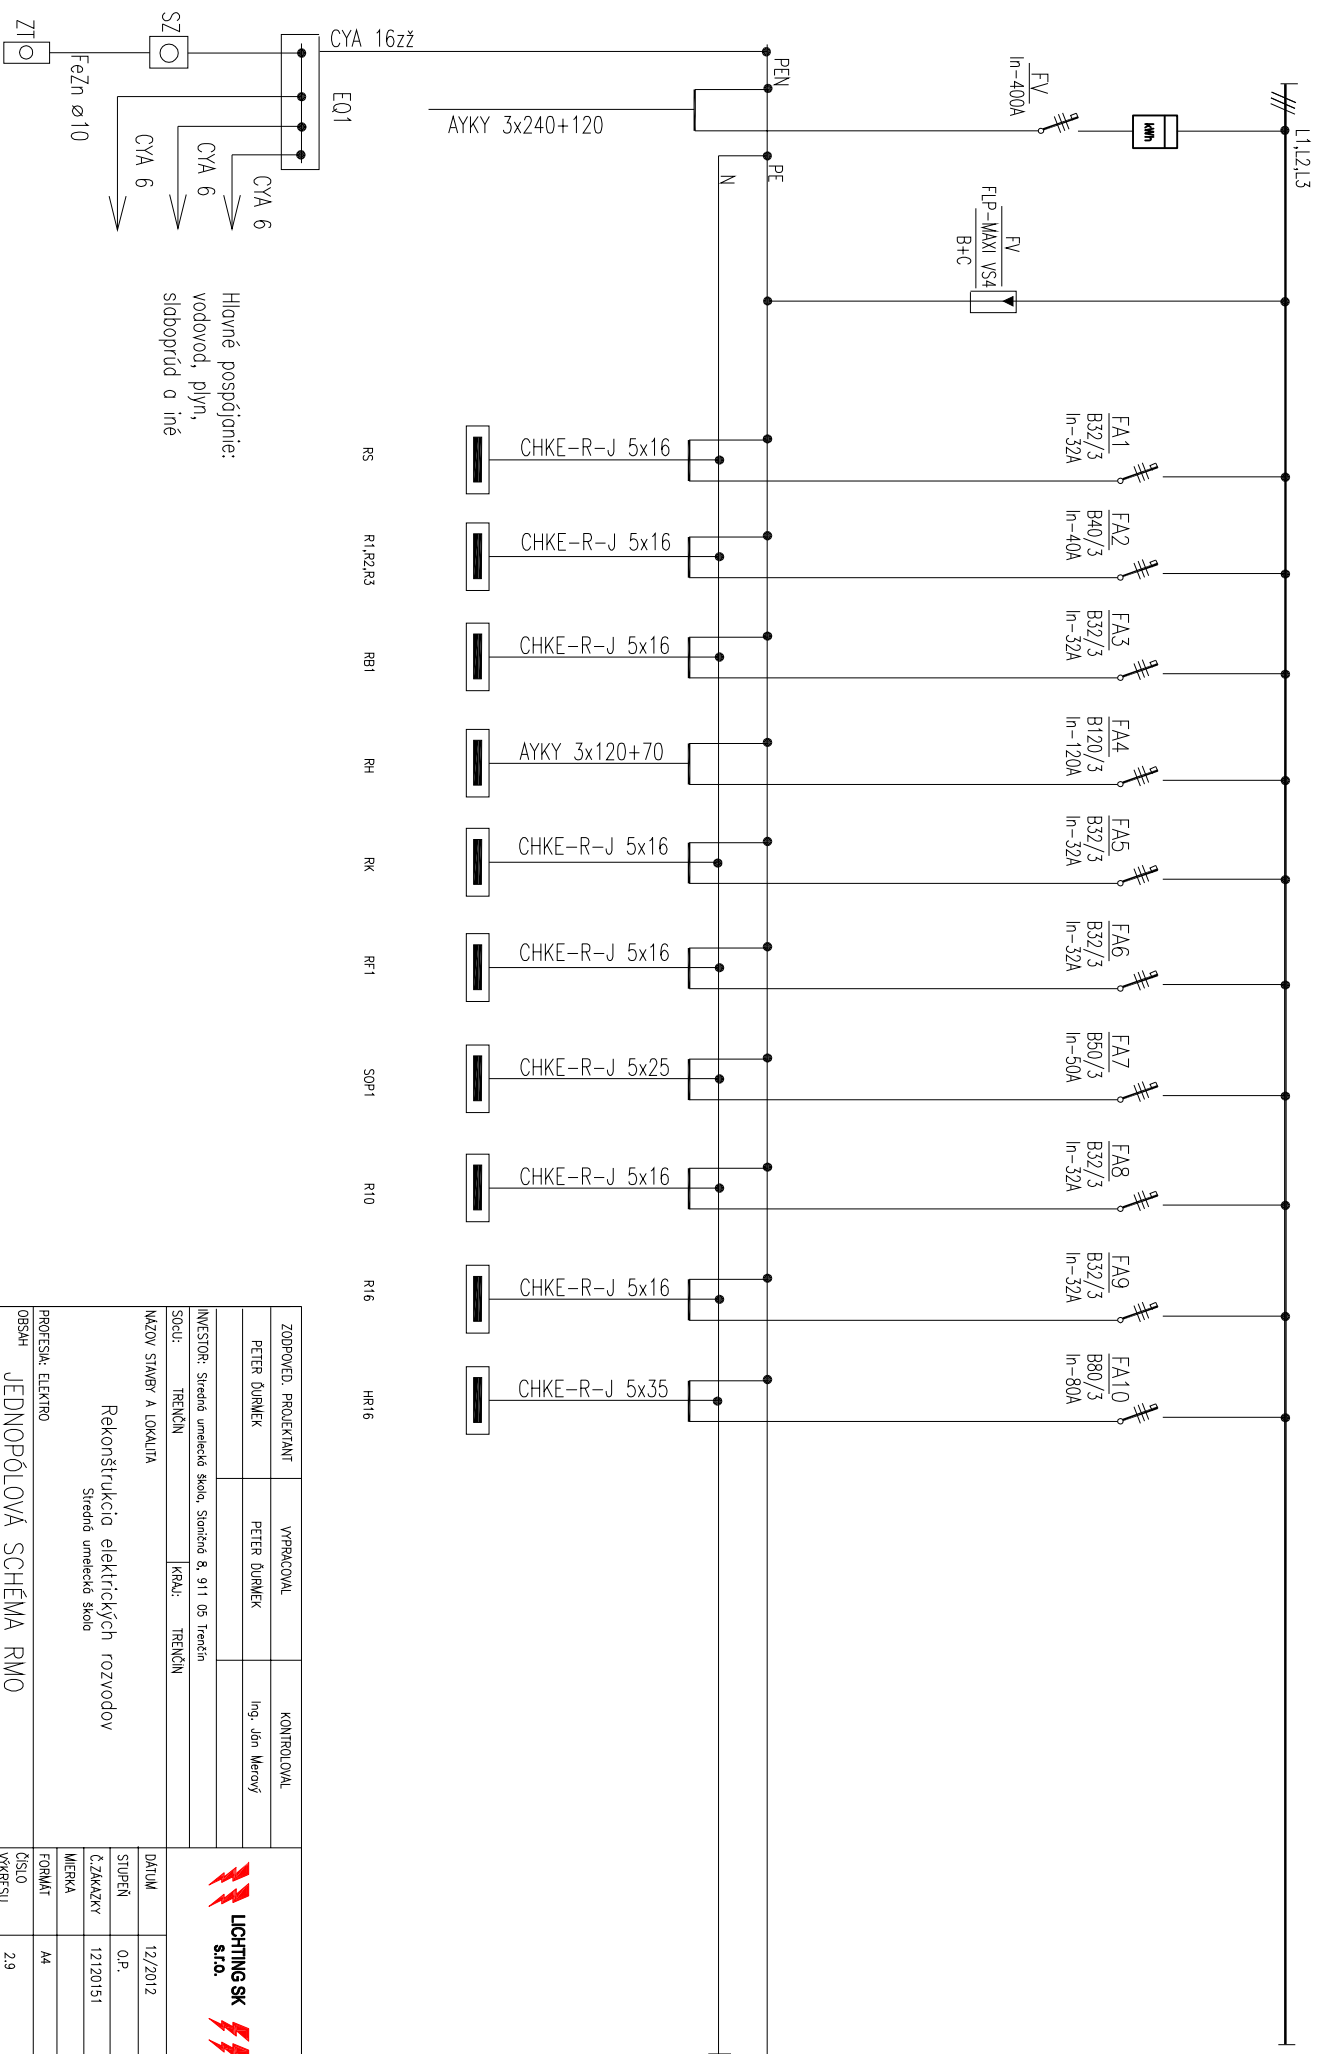 L1,L2,L3
FV
In-400A
kWh
PEN
AYKY 3x240+120
CYA 16zž
EQ1
SZ
ZT
FeZn ø10
CYA 6
CYA 6
CYA 6
PE
N
FV
FLP-MAXI VS4
B+C
Hlavné pospájanie:
vodovod, plyn,
slaboprúd a iné
FA1
B32/3
In-32A
CHKE-R-J 5x16
RS
FA2
B40/3
In-40A
CHKE-R-J 5x16
R1,R2,R3
FA3
B32/3
In-32A
CHKE-R-J 5x16
RB1
FA4
B120/3
In-120A
AYKY 3x120+70
RH
FA5
B32/3
In-32A
CHKE-R-J 5x16
RK
FA6
B32/3
In-32A
CHKE-R-J 5x16
RF1
FA7
B50/3
In-50A
CHKE-R-J 5x25
SOP1
FA8
B32/3
In-32A
CHKE-R-J 5x16
R10
FA9
B32/3
In-32A
CHKE-R-J 5x16
R16
FA10
B80/3
In-80A
CHKE-R-J 5x35
HR16
ZODPOVED. PROJEKTANT VYPRACOVAL KONTROLOVAL
PETER ĎURMEK PETER ĎURMEK Ing. Ján Meravý
INVESTOR: Stredná umelecká škola, Staničná 8, 911 05 Trenčín
SOcU: TRENČÍN KRAJ: TRENČÍN
NÁZOV STAVBY A LOKALITA
Rekonštrukcia elektrických rozvodov
Stredná umelecká škola
PROFESIA: ELEKTRO
OBSAH
JEDNOPÓLOVÁ SCHÉMA RMO
LICHTING SK
s.r.o.
DÁTUM 12/2012
STUPEŇ O.P.
Č.ZÁKAZKY 12120151
MIERKA
FORMÁT A4
ČÍSLO
VÝKRESU 2.9